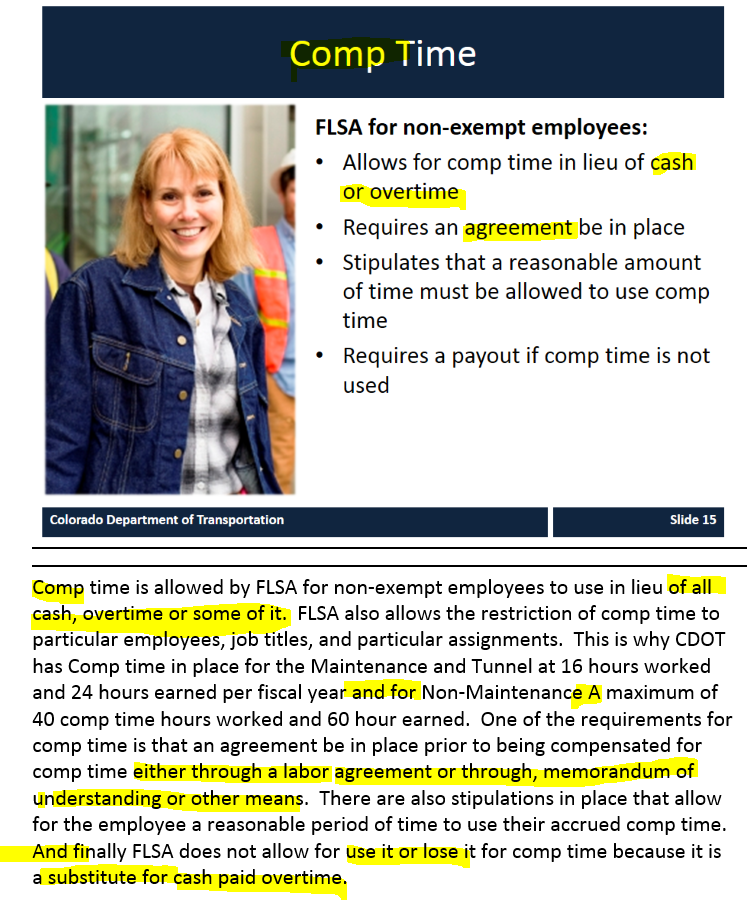 Comp Time
FLSA for non-exempt employees:
• Allows for comp time in lieu of cash
or overtime
• Requires an agreement be in place
• Stipulates that a reasonable amount
of time must be allowed to use comp
time
• Requires a payout if comp time is not
used
Colorado Department of Transportation
Slide 15
Comp time is allowed by FLSA for non-exempt employees to use in lieu of all
cash, overtime or some of it. FLSA also allows the restriction of comp time to
particular employees, job titles, and particular assignments. This is why CDOT
has Comp time in place for the Maintenance and Tunnel at 16 hours worked
and 24 hours earned per fiscal year and for Non-Maintenance A maximum of
40 comp time hours worked and 60 hour earned. One of the requirements for
comp time is that an agreement be in place prior to being compensated for
comp time either through a labor agreement or through, memorandum of
understanding or other means. There are also stipulations in place that allow
for the employee a reasonable period of time to use their accrued comp time.
And finally FLSA does not allow for use it or lose it for comp time because it is
a substitute for cash paid overtime.